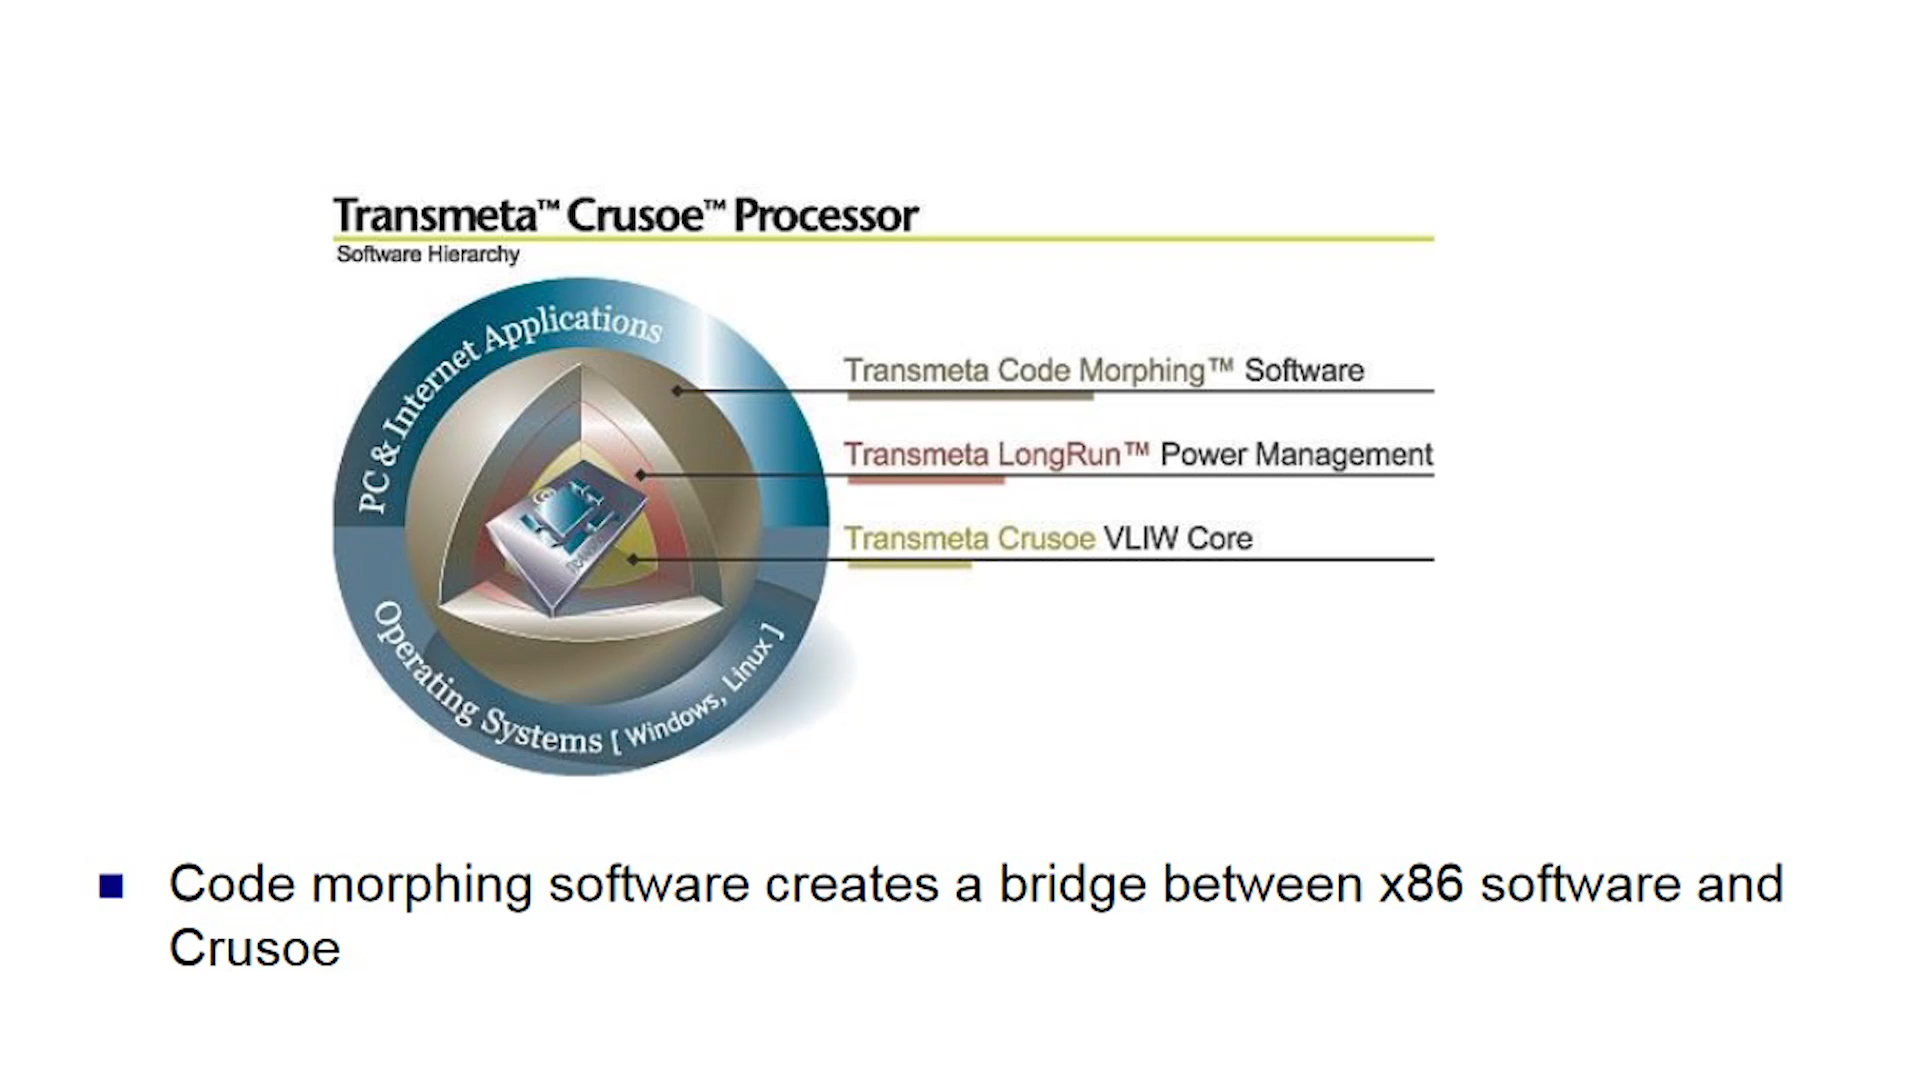 Transmeta™ Crusoe™ Processor
Software Hierarchy
PC & Internet Applications
Operating Systems [ Windows, Linux ]
Transmeta Code Morphing™ Software
Transmeta LongRun™ Power Management
Transmeta Crusoe VLIW Core
Code morphing software creates a bridge between x86 software and
Crusoe